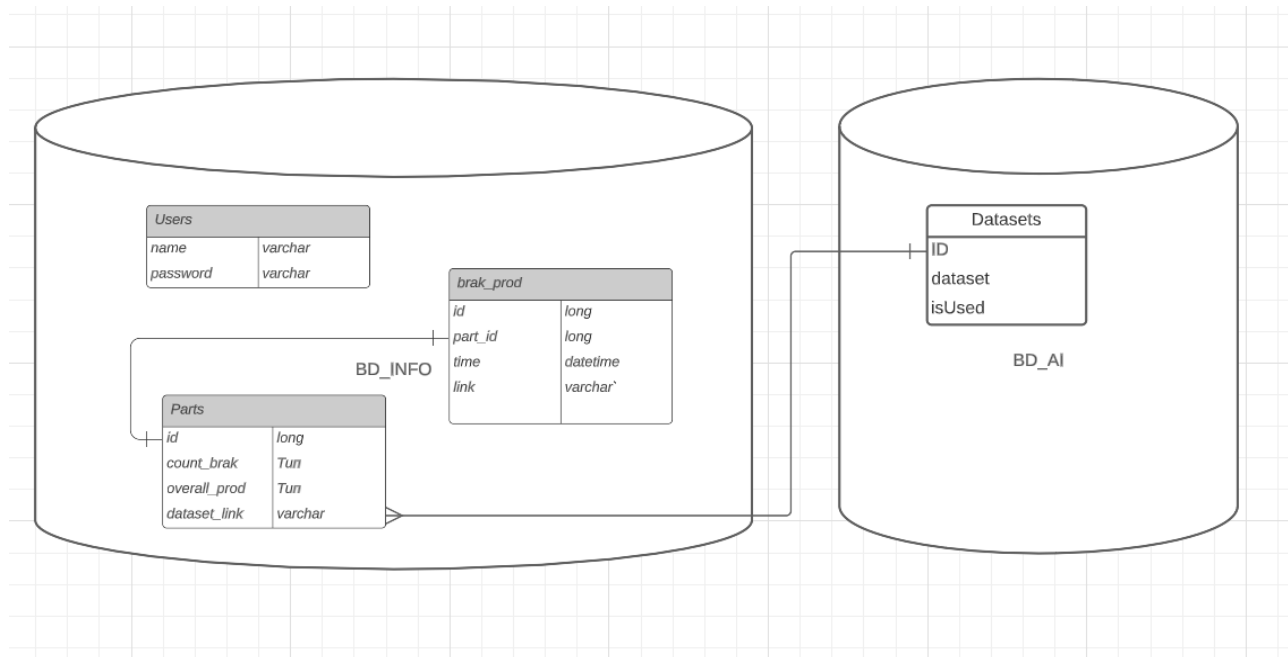 Users
name varchar
password varchar
brak_prod
id long
part_id long
time datetime
link varchar`
BD_INFO
Parts
id long
count_brak Тип
overall_prod Тип
dataset_link varchar
Datasets
ID
dataset
isUsed
BD_AI